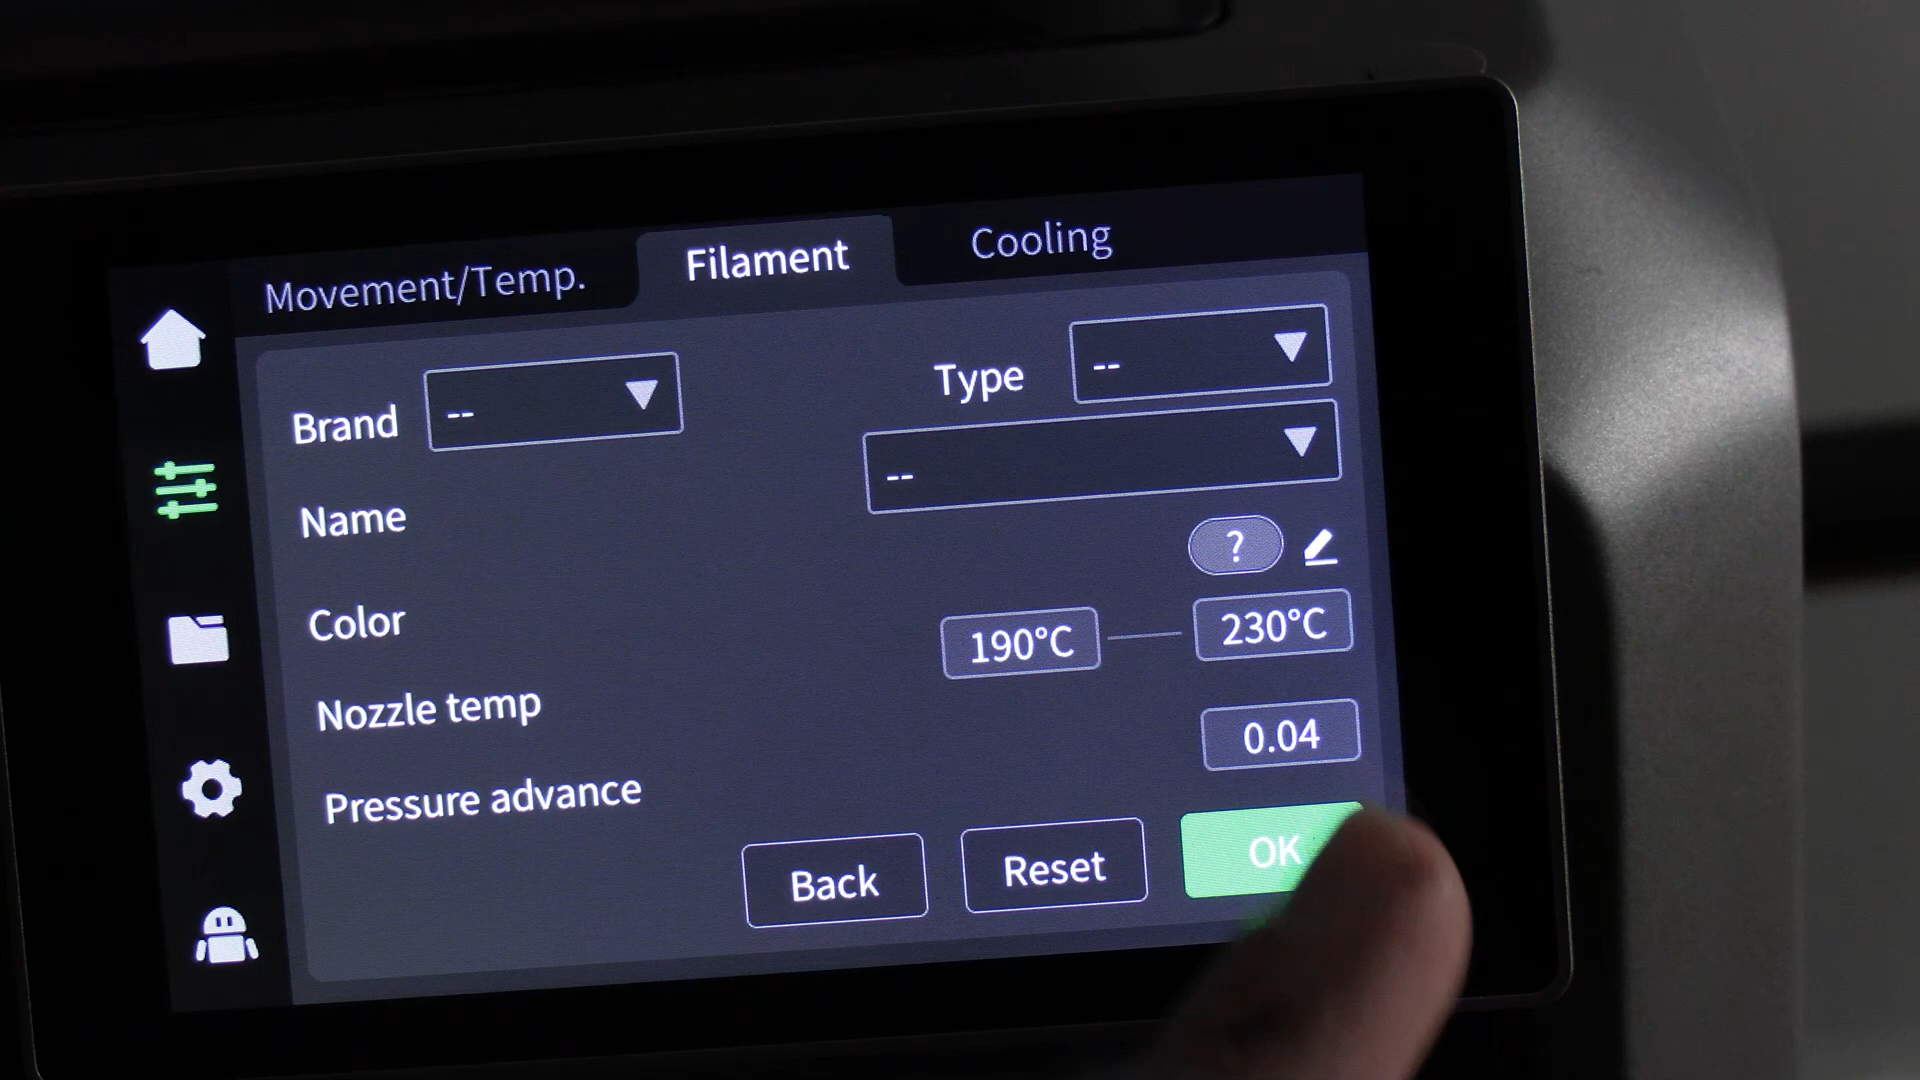 Movement/Temp. Filament Cooling
Brand -- Type --
Name --
Color ?
Nozzle temp 190°C 230°C
Pressure advance 0.04
Back Reset OK